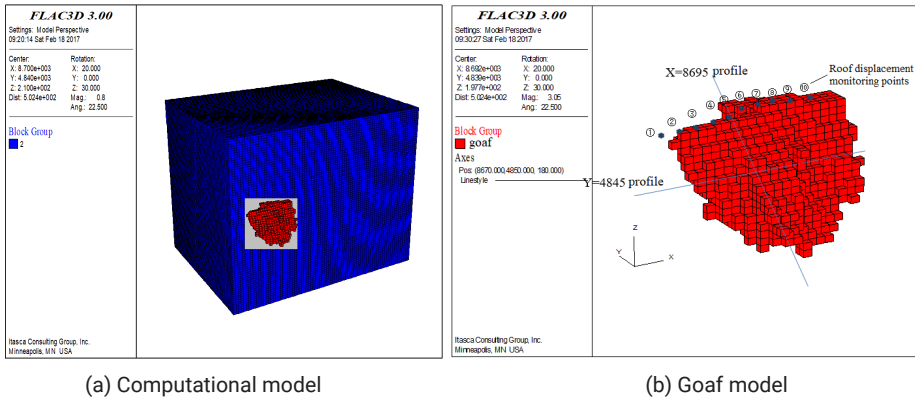 FLAC3D 3.00
Settings: Model Perspective
09:20:14 Sat Feb 18 2017
Center:
X: 8.700e+003
Y: 4.840e+003
Z: 2.100e+002
Dist: 5.024e+002
Rotation:
X: 20.000
Y: 0.000
Z: 30.000
Mag.: 0.8
Ang.: 22.500
Block Group
2
Itasca Consulting Group, Inc.
Minneapolis, MN USA
(a) Computational model
FLAC3D 3.00
Settings: Model Perspective
09:30:27 Sat Feb 18 2017
Center:
X: 8.692e+003
Y: 4.839e+003
Z: 1.977e+002
Dist: 5.024e+002
Rotation:
X: 20.000
Y: 0.000
Z: 30.000
Mag.: 3.05
Ang.: 22.500
Block Group
goaf
Axes
Pos: (8670.000,4850.000, 180.000)
Linestyle
Itasca Consulting Group, Inc.
Minneapolis, MN USA
X=8695 profile
Roof displacement
monitoring points
① ② ③ ④ ⑤ ⑥ ⑦ ⑧ ⑨ ⑩
Y=4845 profile
Z
Y
X
(b) Goaf model